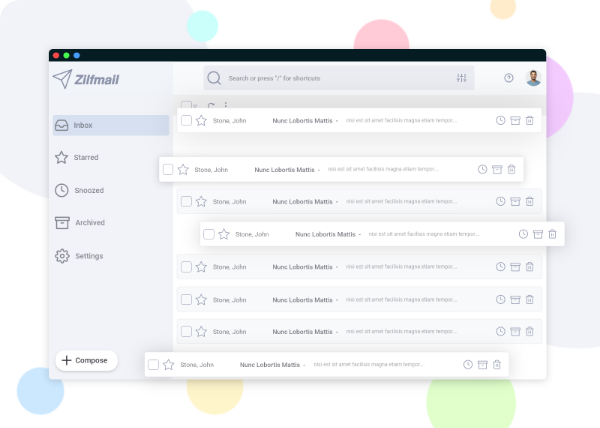 Zilfmail
Search or press "/" for shortcuts
Inbox
Starred
Snoozed
Archived
Settings
Compose
Stone, John Nunc Lobortis Mattis - nisi est sit amet facilisis magna etiam tempor...
Stone, John Nunc Lobortis Mattis - nisi est sit amet facilisis magna etiam tempor...
Stone, John Nunc Lobortis Mattis - nisi est sit amet facilisis magna etiam tempor...
Stone, John Nunc Lobortis Mattis - nisi est sit amet facilisis magna etiam tempor...
Stone, John Nunc Lobortis Mattis - nisi est sit amet facilisis magna etiam tempor...
Stone, John Nunc Lobortis Mattis - nisi est sit amet facilisis magna etiam tempor...
Stone, John Nunc Lobortis Mattis - nisi est sit amet facilisis magna etiam tempor...
Stone, John Nunc Lobortis Mattis - nisi est sit amet facilisis magna etiam tempor...